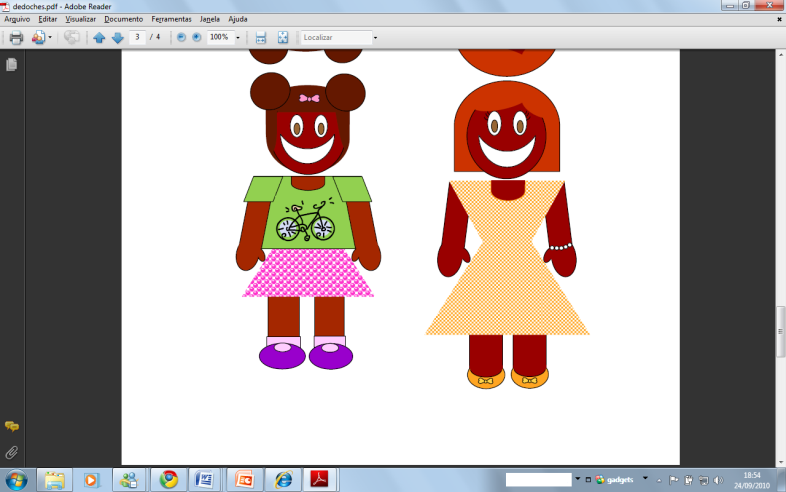 dedoches.pdf - Adobe Reader
Arquivo Editar Visualizar Documento Ferramentas Janela Ajuda
3 / 4 100% Localizar
gadgets 18:54
24/09/2010